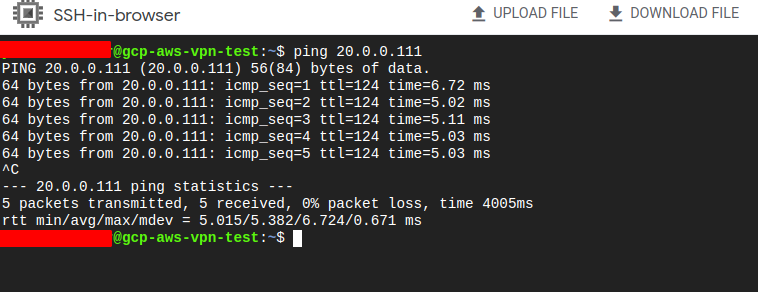 SSH-in-browser
UPLOAD FILE
DOWNLOAD FILE
@gcp-aws-vpn-test:~$ ping 20.0.0.111
PING 20.0.0.111 (20.0.0.111) 56(84) bytes of data.
64 bytes from 20.0.0.111: icmp_seq=1 ttl=124 time=6.72 ms
64 bytes from 20.0.0.111: icmp_seq=2 ttl=124 time=5.02 ms
64 bytes from 20.0.0.111: icmp_seq=3 ttl=124 time=5.11 ms
64 bytes from 20.0.0.111: icmp_seq=4 ttl=124 time=5.03 ms
64 bytes from 20.0.0.111: icmp_seq=5 ttl=124 time=5.03 ms
^C
--- 20.0.0.111 ping statistics ---
5 packets transmitted, 5 received, 0% packet loss, time 4005ms
rtt min/avg/max/mdev = 5.015/5.382/6.724/0.671 ms
@gcp-aws-vpn-test:~$